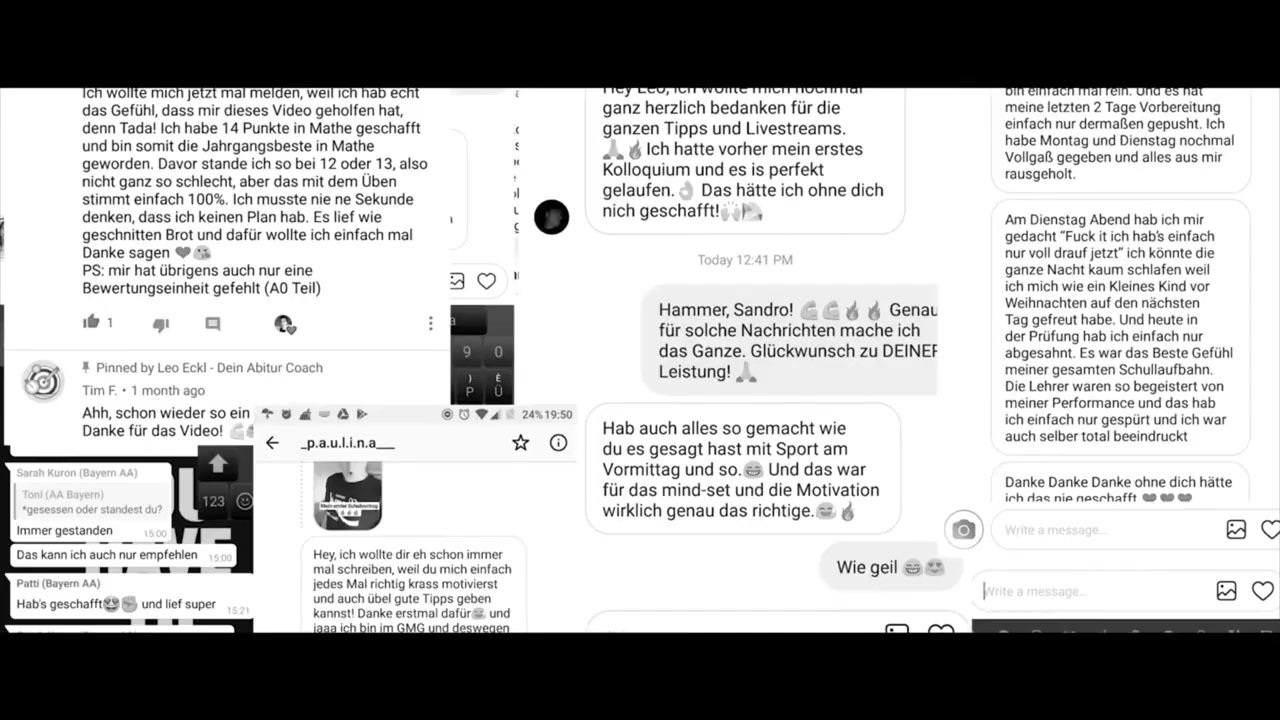 Ich wollte mich jetzt mal melden, weil ich hab echt
das Gefühl, dass mir dieses Video geholfen hat,
denn Tada! Ich habe 14 Punkte in Mathe geschafft
und bin somit die Jahrgangsbeste in Mathe
geworden. Davor stande ich so bei 12 oder 13, also
nicht ganz so schlecht, aber das mit dem Üben
stimmt einfach 100%. Ich musste nie ne Sekunde
denken, dass ich keinen Plan hab. Es lief wie
geschnitten Brot und dafür wollte ich einfach mal
Danke sagen ❤😘
PS: mir hat übrigens auch nur eine
Bewertungseinheit gefehlt (A0 Teil)
1
Pinned by Leo Eckl - Dein Abitur Coach
Tim F. • 1 month ago
Ahh, schon wieder so ein
Danke für das Video! 💪
Sarah Kuron (Bayern AA)
Toni (AA Bayern)
*gesessen oder standest du?
Immer gestanden 15:00
Das kann ich auch nur empfehlen 15:00
Patti (Bayern AA)
Hab's geschafft😍✊ und lief super 15:21
a
9 0
) È
P Ü
123
24% 19:50
_p.a.u.l.i.n.a___
Mein erster Schulvortrag
Hey, ich wollte dir eh schon immer
mal schreiben, weil du mich einfach
jedes Mal richtig krass motivierst
und auch übel gute Tipps geben
kannst! Danke erstmal dafür😁 und
jaaa ich bin im GMG und deswegen
Hey Leo, ich wollte mich nochmal
ganz herzlich bedanken für die
ganzen Tipps und Livestreams.
🙏🔥Ich hatte vorher mein erstes
Kolloquium und es is perfekt
gelaufen.👌 Das hätte ich ohne dich
nich geschafft!🙌
Today 12:41 PM
Hammer, Sandro! 💪💪🔥🔥 Genau
für solche Nachrichten mache ich
das Ganze. Glückwunsch zu DEINER
Leistung! 🙏
Hab auch alles so gemacht wie
du es gesagt hast mit Sport am
Vormittag und so.😁 Und das war
für das mind-set und die Motivation
wirklich genau das richtige.😁🔥
Wie geil 😁😍
bin einfach mal rein. Und es hat
meine letzten 2 Tage Vorbereitung
einfach nur dermaßen gepusht. Ich
habe Montag und Dienstag nochmal
Vollgaß gegeben und alles aus mir
rausgeholt.
Am Dienstag Abend hab ich mir
gedacht “Fuck it ich hab’s einfach
nur voll drauf jetzt” ich könnte die
ganze Nacht kaum schlafen weil
ich mich wie ein Kleines Kind vor
Weihnachten auf den nächsten
Tag gefreut habe. Und heute in
der Prüfung hab ich einfach nur
abgesahnt. Es war das Beste Gefühl
meiner gesamten Schullaufbahn.
Die Lehrer waren so begeistert von
meiner Performance und das hab
ich einfach nur gespürt und ich war
auch selber total beeindruckt
Danke Danke Danke ohne dich hätte
ich das nie geschafft ❤❤❤
Write a message...
Write a message...